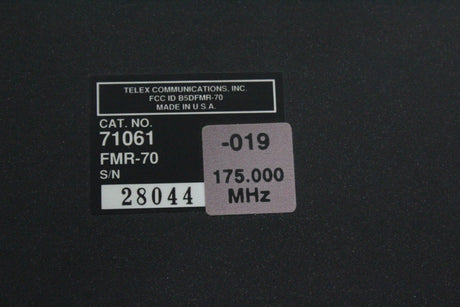 TELEX COMMUNICATIONS, INC.
FCC ID B5DFMR-70
MADE IN U.S.A.
CAT. NO.
71061
FMR-70
S/N
28044
-019
175.000
MHz